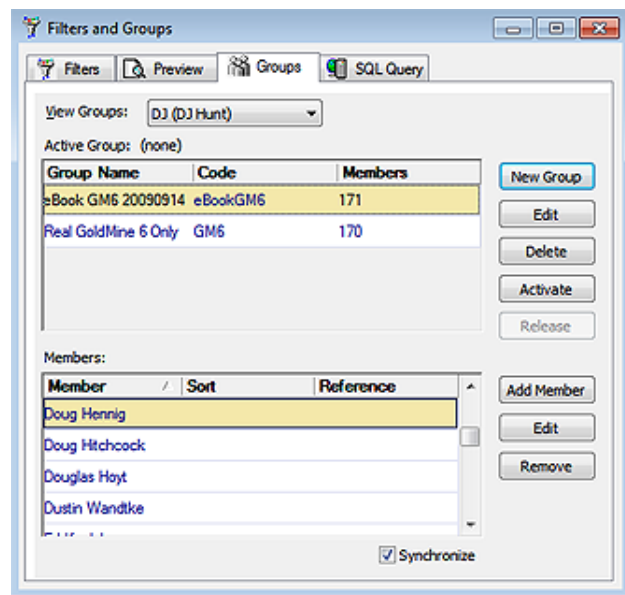 Filters and Groups
Filters Preview Groups SQL Query
View Groups: DJ (DJ Hunt)
Active Group: (none)
Group Name Code Members
eBook GM6 20090914 eBookGM6 171
Real GoldMine 6 Only GM6 170
New Group
Edit
Delete
Activate
Release
Members:
Member Sort Reference
Doug Hennig
Doug Hitchcock
Douglas Hoyt
Dustin Wandtke
Add Member
Edit
Remove
Synchronize